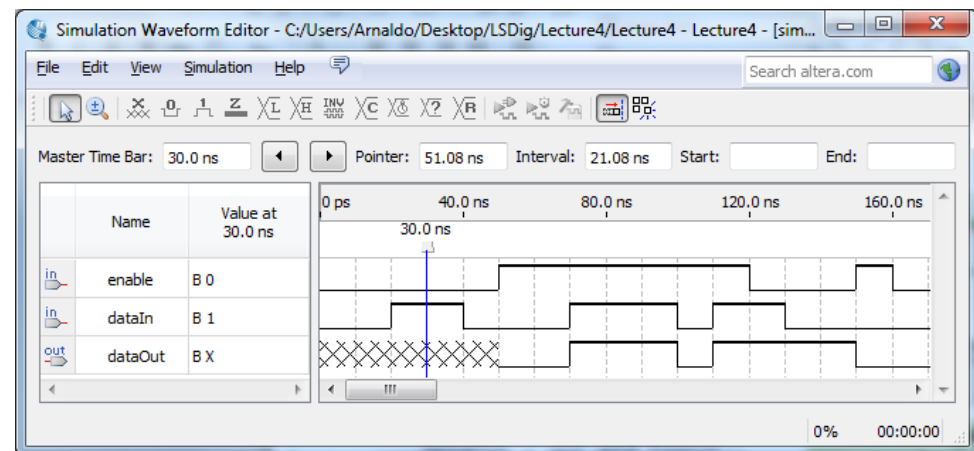 Simulation Waveform Editor - C:/Users/Arnaldo/Desktop/LSDig/Lecture4/Lecture4 - Lecture4 - [sim...
File Edit View Simulation Help
Search altera.com
Master Time Bar: 30.0 ns Pointer: 51.08 ns Interval: 21.08 ns Start: End:
Name Value at 30.0 ns
0 ps 40.0 ns 80.0 ns 120.0 ns 160.0 ns
30.0 ns
in enable B 0
in dataIn B 1
out dataOut B X
0% 00:00:00